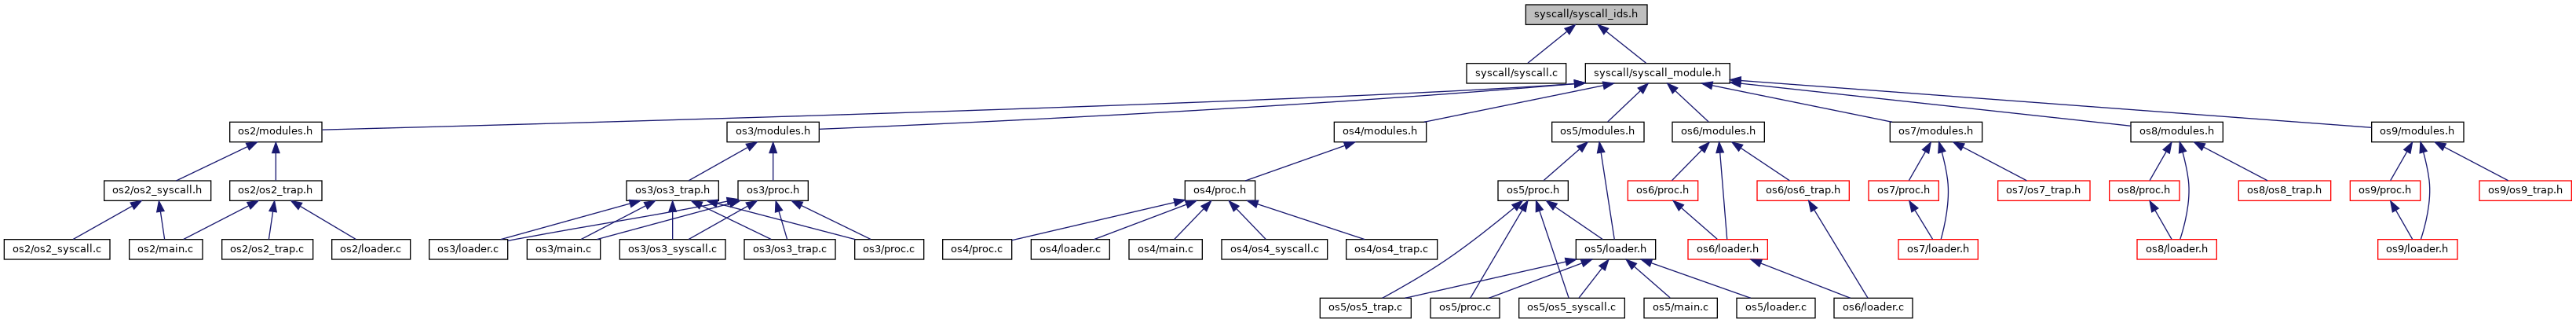 syscall/syscall_ids.h
syscall/syscall.c
syscall/syscall_module.h
os2/modules.h
os3/modules.h
os4/modules.h
os5/modules.h
os6/modules.h
os7/modules.h
os8/modules.h
os9/modules.h
os2/os2_syscall.h
os2/os2_trap.h
os3/os3_trap.h
os3/proc.h
os4/proc.h
os5/proc.h
os6/proc.h
os6/os6_trap.h
os7/proc.h
os7/os7_trap.h
os8/proc.h
os8/os8_trap.h
os9/proc.h
os9/os9_trap.h
os2/os2_syscall.c
os2/main.c
os2/os2_trap.c
os2/loader.c
os3/loader.c
os3/main.c
os3/os3_syscall.c
os3/os3_trap.c
os3/proc.c
os4/proc.c
os4/loader.c
os4/main.c
os4/os4_syscall.c
os4/os4_trap.c
os5/loader.h
os6/loader.h
os7/loader.h
os8/loader.h
os9/loader.h
os5/os5_trap.c
os5/proc.c
os5/os5_syscall.c
os5/main.c
os5/loader.c
os6/loader.c